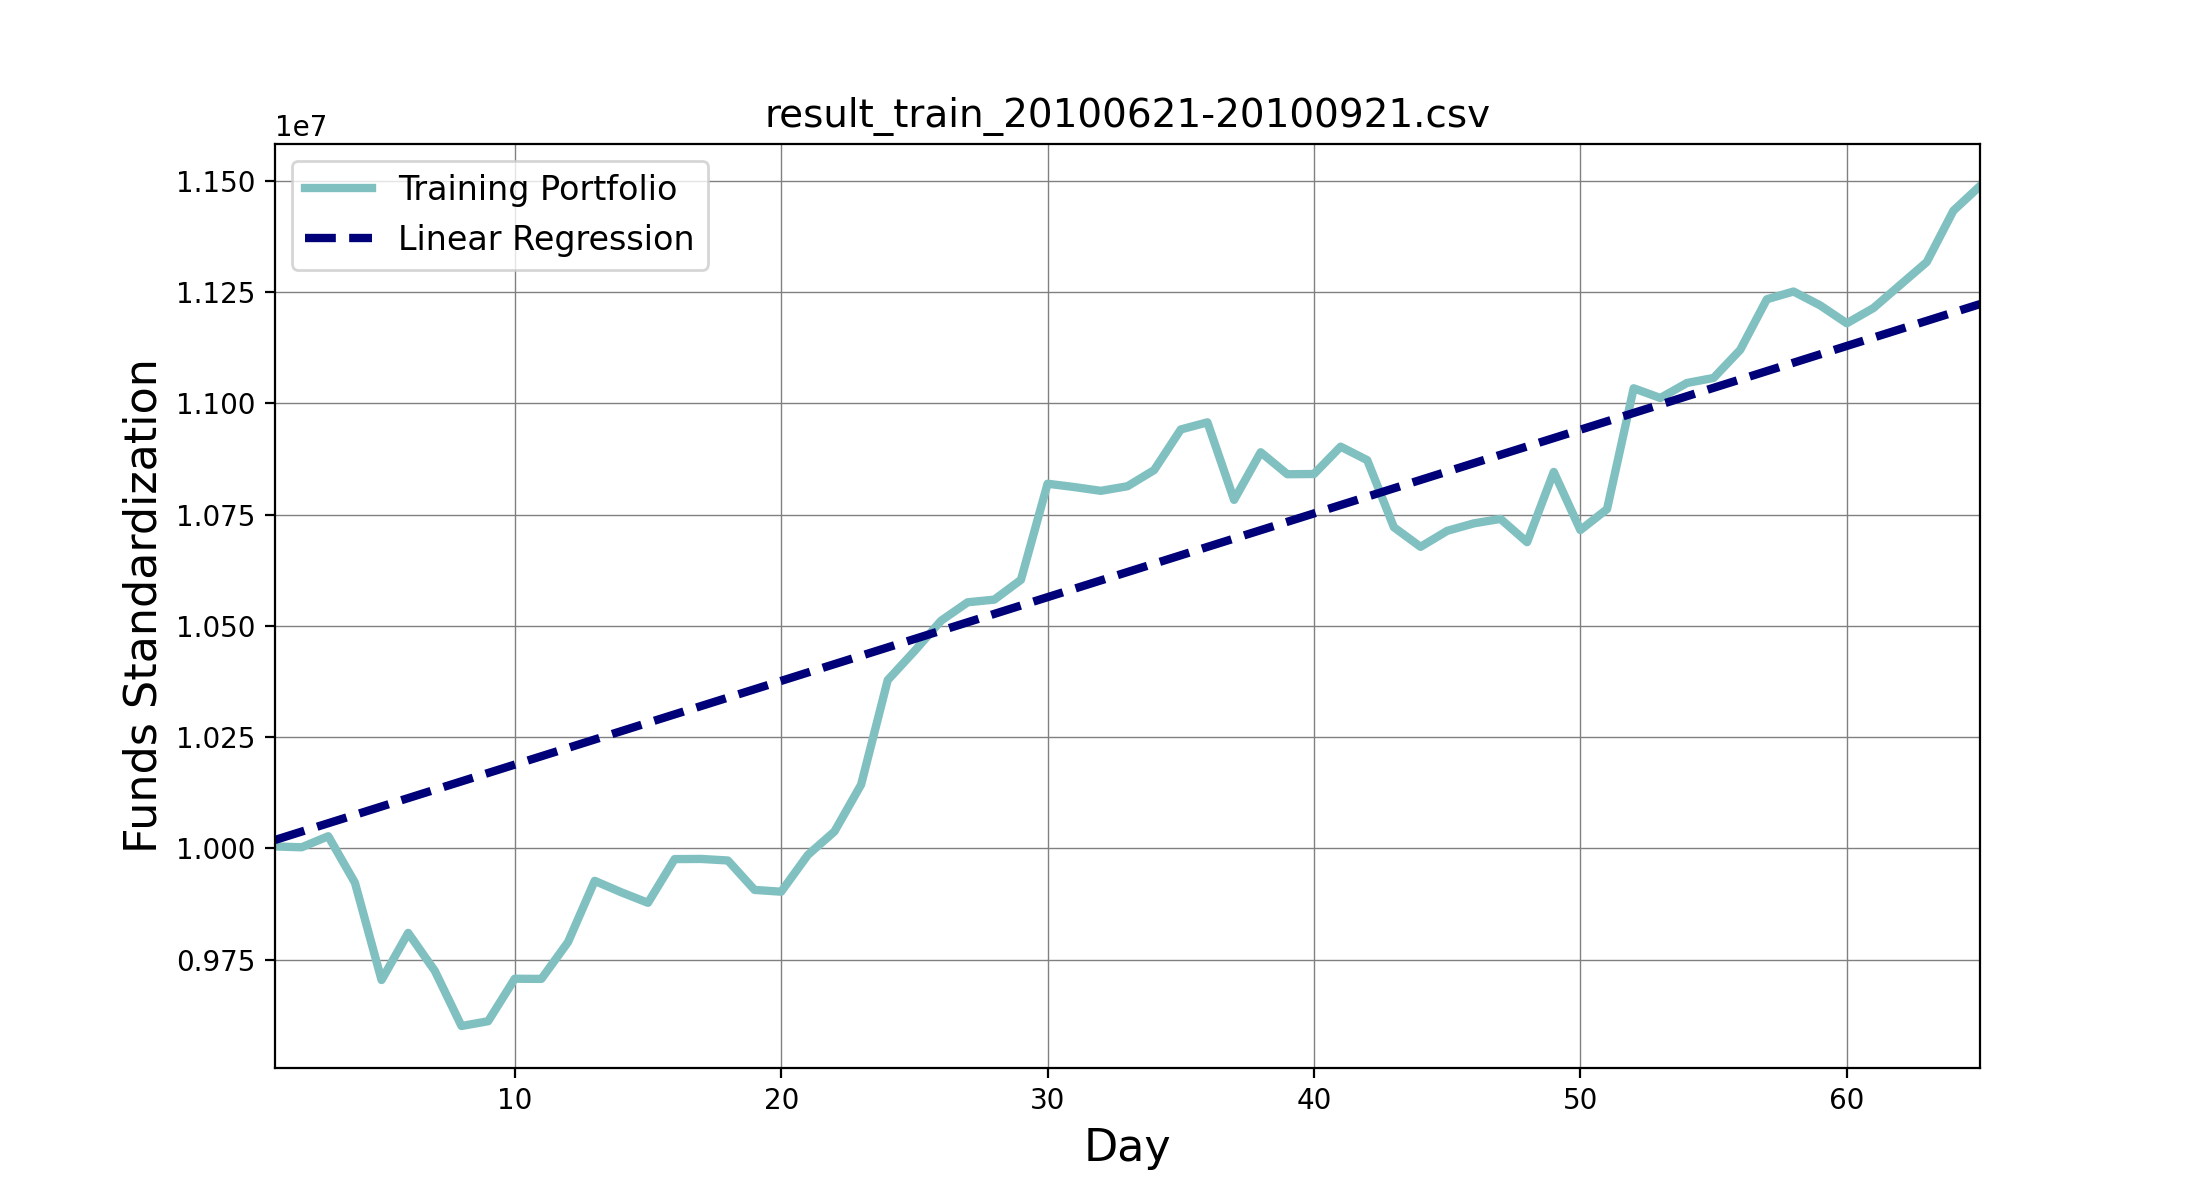 result_train_20100621-20100921.csv
1e7
Training Portfolio
Linear Regression
1.150
1.125
1.100
1.075
1.050
1.025
1.000
0.975
Funds Standardization
10 20 30 40 50 60
Day